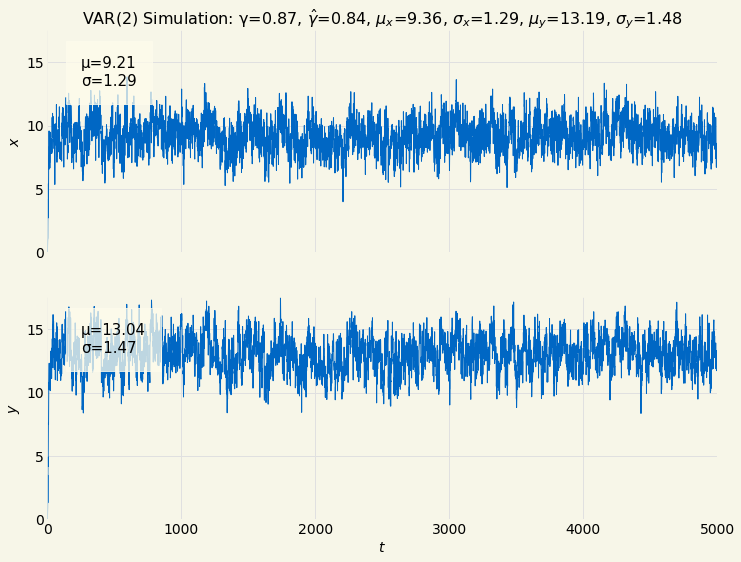 VAR(2) Simulation: γ=0.87, γ̂=0.84, μₓ=9.36, σₓ=1.29, μ_y=13.19, σ_y=1.48
15
μ=9.21
σ=1.29
10
x
5
0
15
μ=13.04
σ=1.47
10
y
5
0
0 1000 2000 3000 4000 5000
t